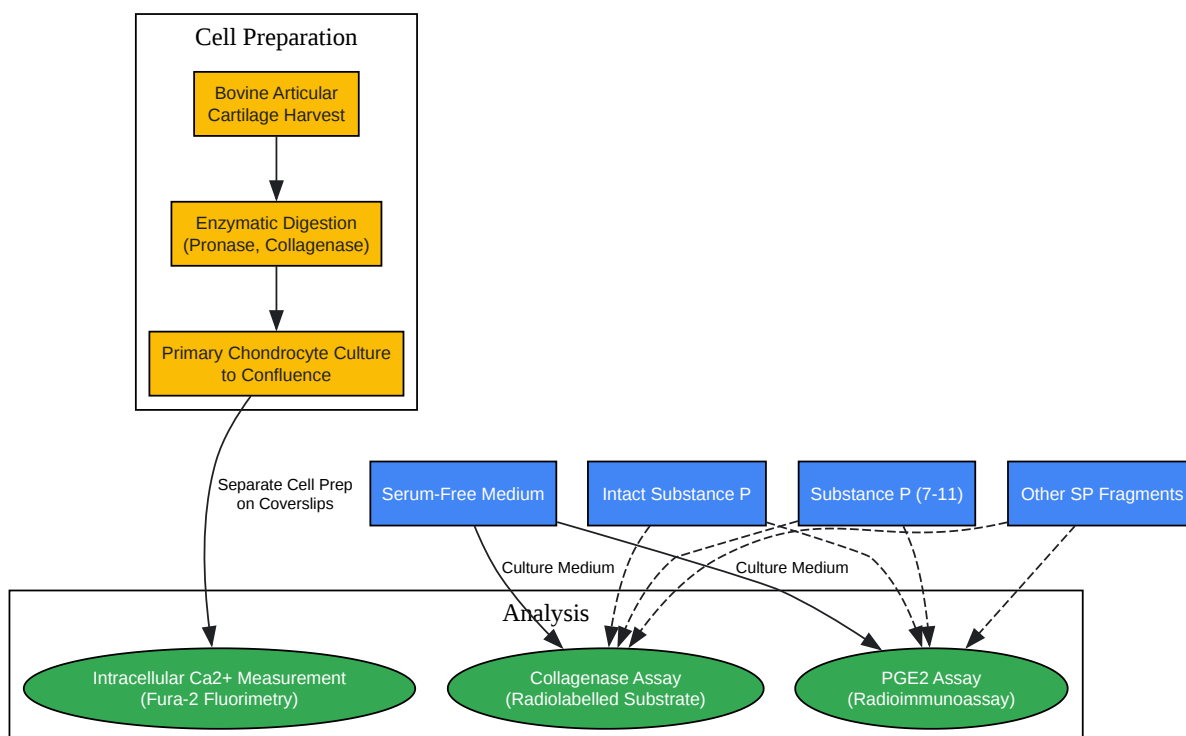 Cell Preparation
Bovine Articular
Cartilage Harvest
Enzymatic Digestion
(Pronase, Collagenase)
Primary Chondrocyte Culture
to Confluence
Separate Cell Prep
on Coverslips
Serum-Free Medium
Intact Substance P
Substance P (7-11)
Other SP Fragments
Culture Medium
Culture Medium
Analysis
Intracellular Ca2+ Measurement
(Fura-2 Fluorimetry)
Collagenase Assay
(Radiolabelled Substrate)
PGE2 Assay
(Radioimmunoassay)